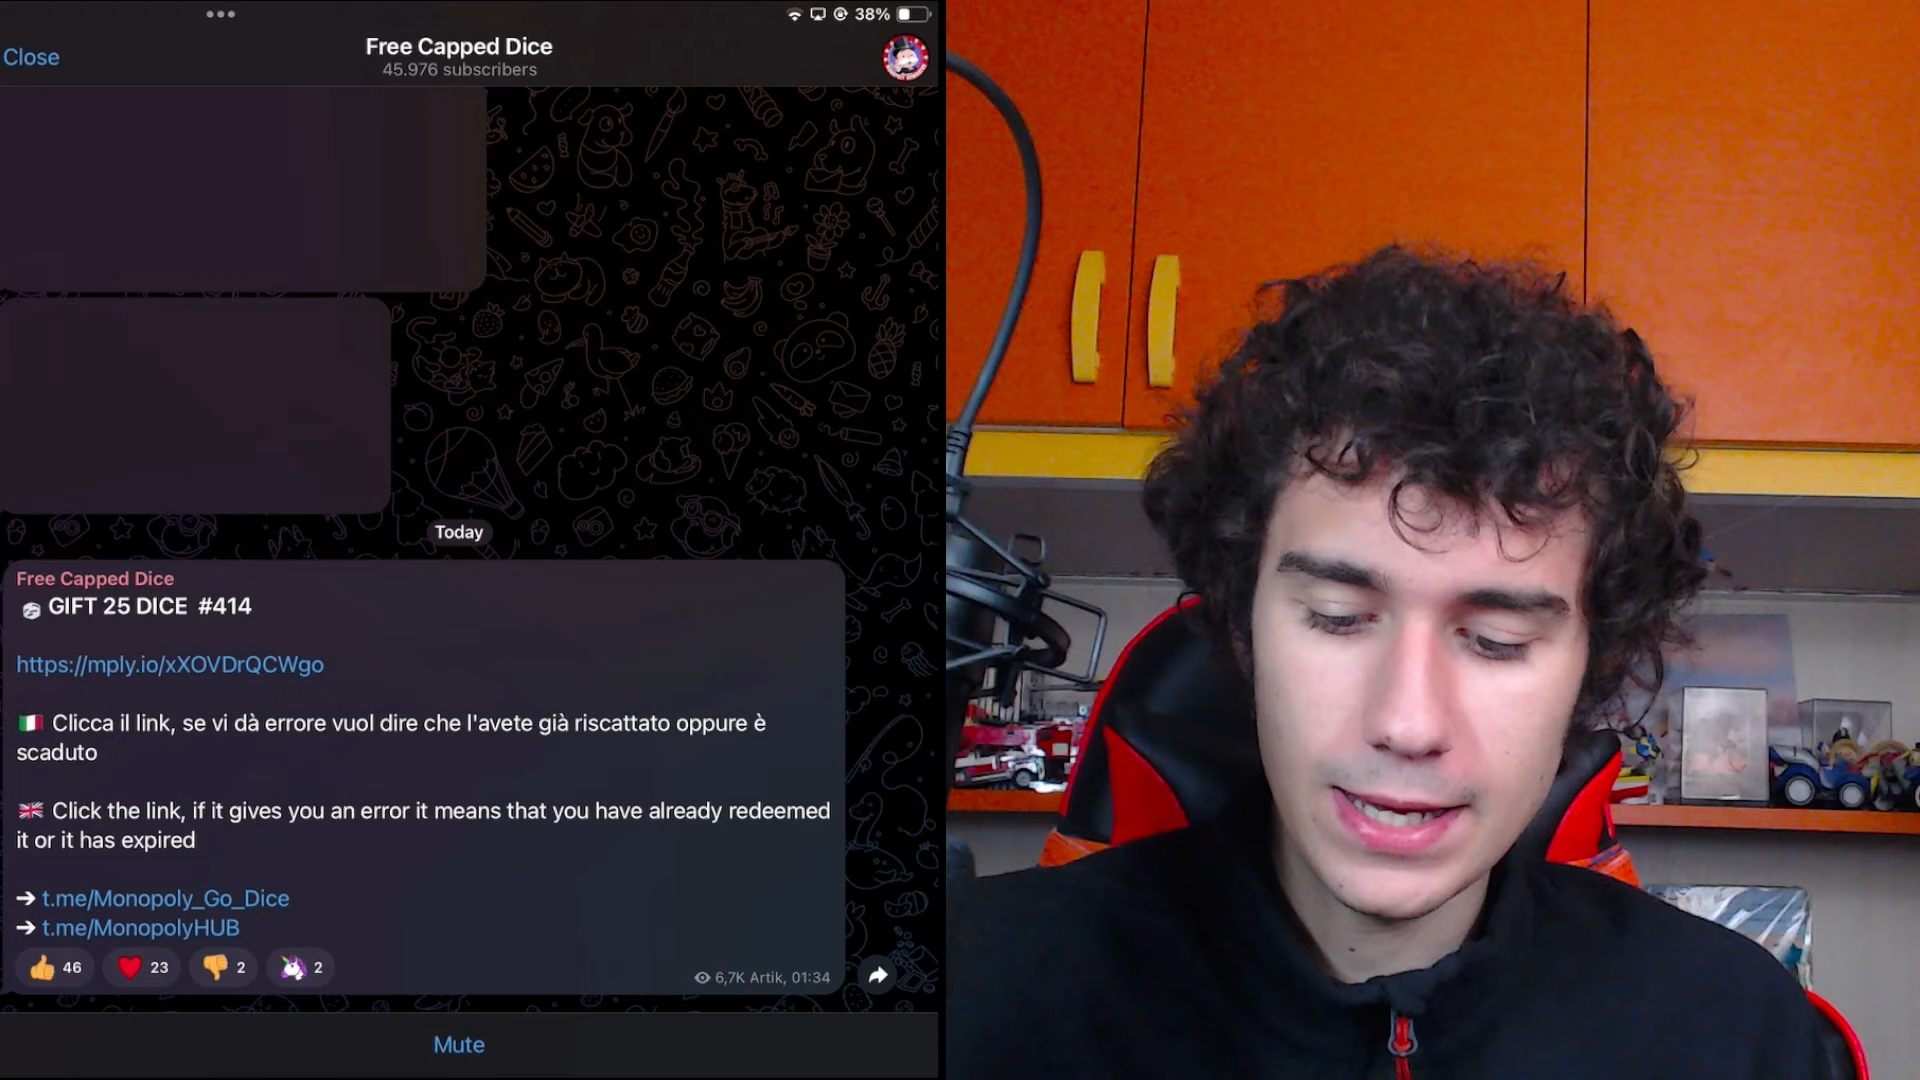 38%
Close
Free Capped Dice
45.976 subscribers
Today
Free Capped Dice
GIFT 25 DICE #414
https://mply.io/xXOVDrQCWgo
🇮🇹 Clicca il link, se vi dà errore vuol dire che l'avete già riscattato oppure è
scaduto
🇬🇧 Click the link, if it gives you an error it means that you have already redeemed
it or it has expired
➔ t.me/Monopoly_Go_Dice
➔ t.me/MonopolyHUB
👍 46 ❤️ 23 👎 2 🦄 2
6,7K Artik, 01:34
Mute